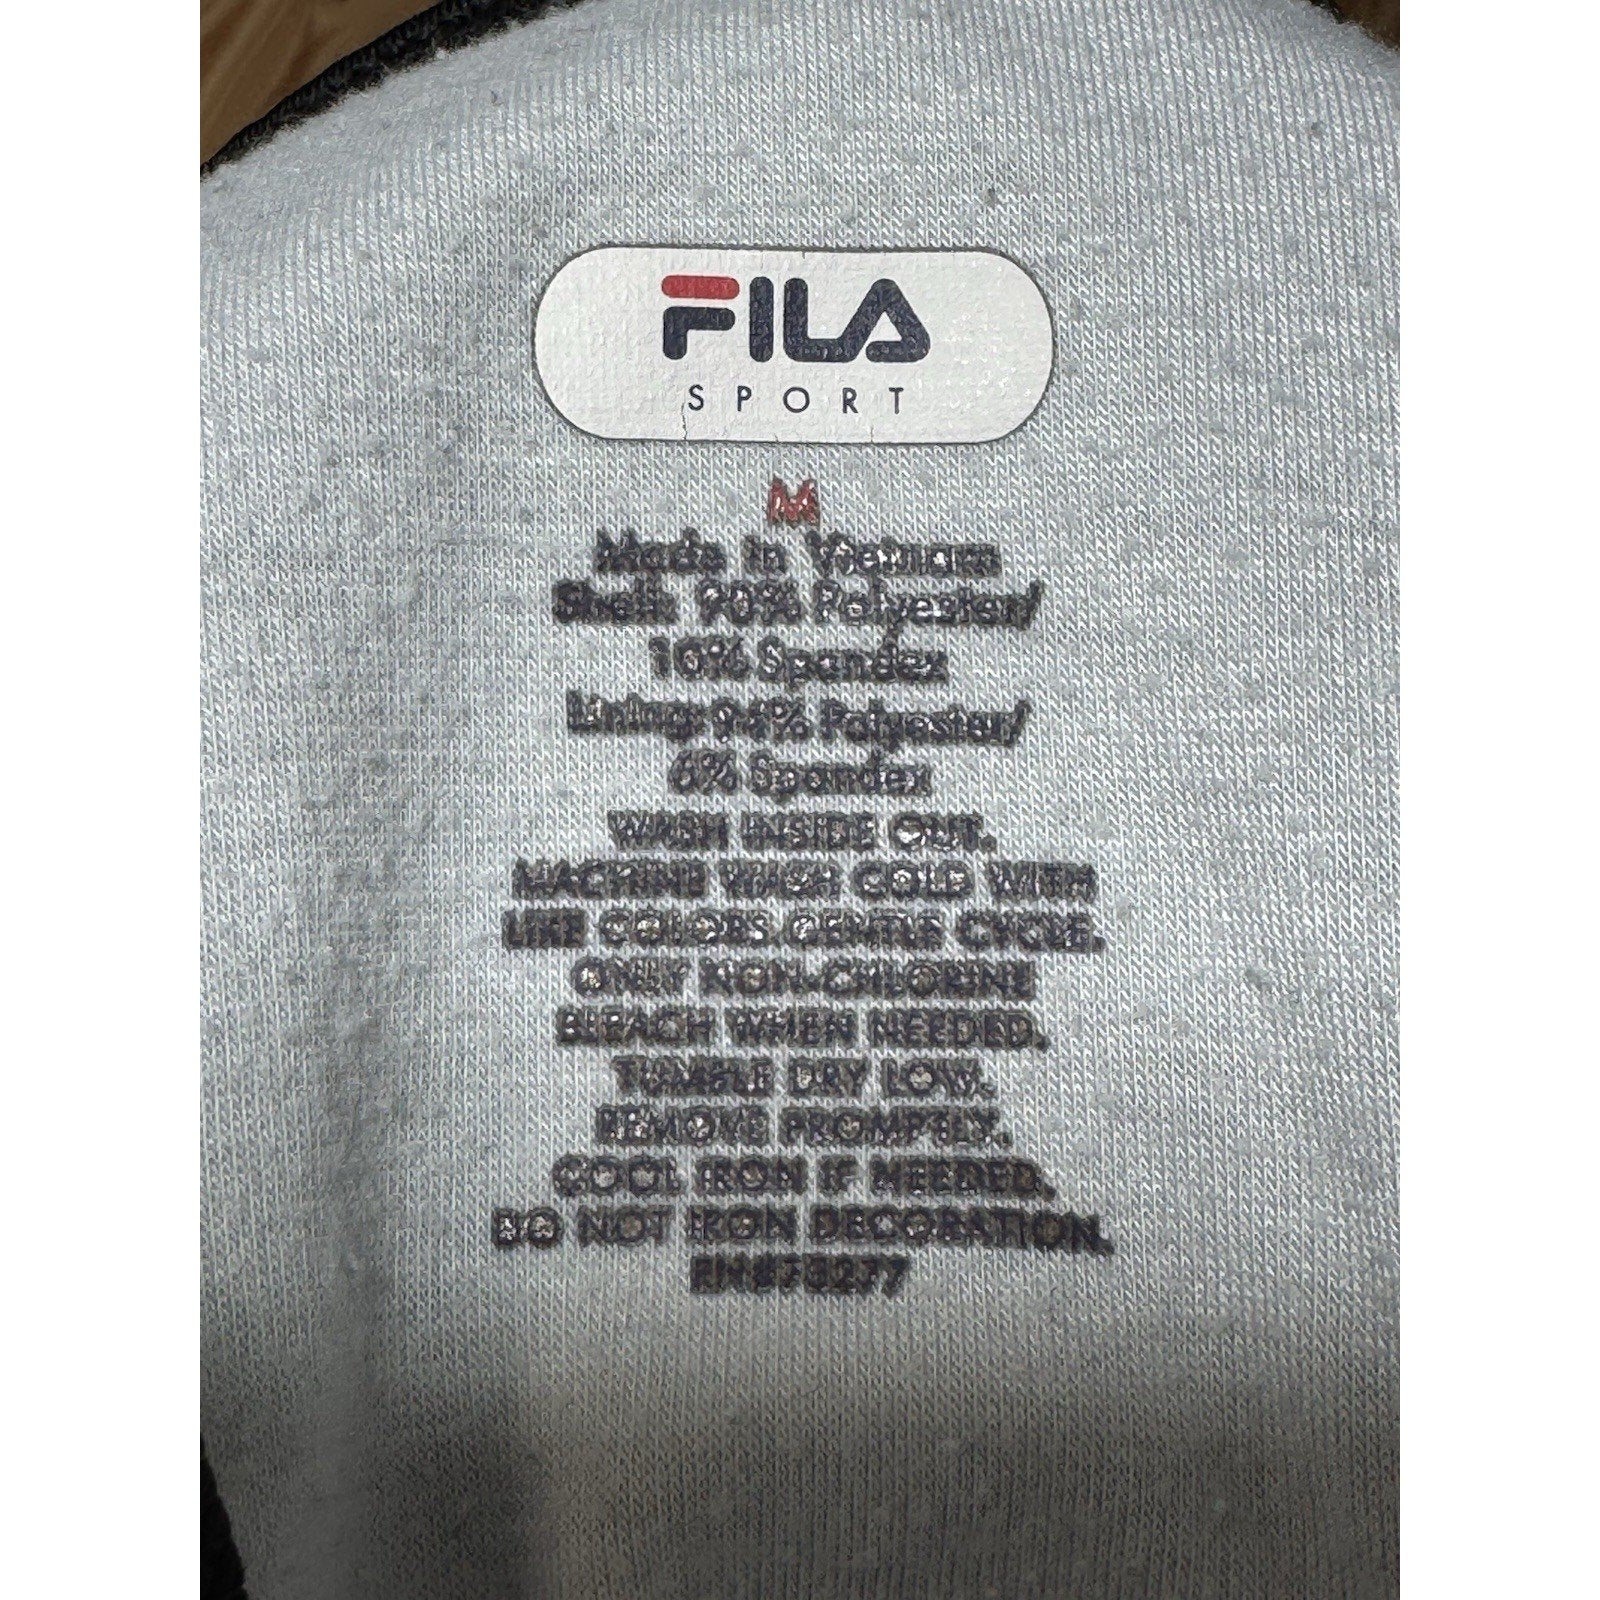 FILA
SPORT
M
Made in Vietnam
Shell: 90% Polyester/
10% Spandex
Lining: 94% Polyester/
6% Spandex
WASH INSIDE OUT.
MACHINE WASH COLD WITH
LIKE COLORS GENTLE CYCLE.
ONLY NON-CHLORINE
BLEACH WHEN NEEDED.
TUMBLE DRY LOW.
REMOVE PROMPTLY.
COOL IRON IF NEEDED.
DO NOT IRON DECORATION.
RN#75277